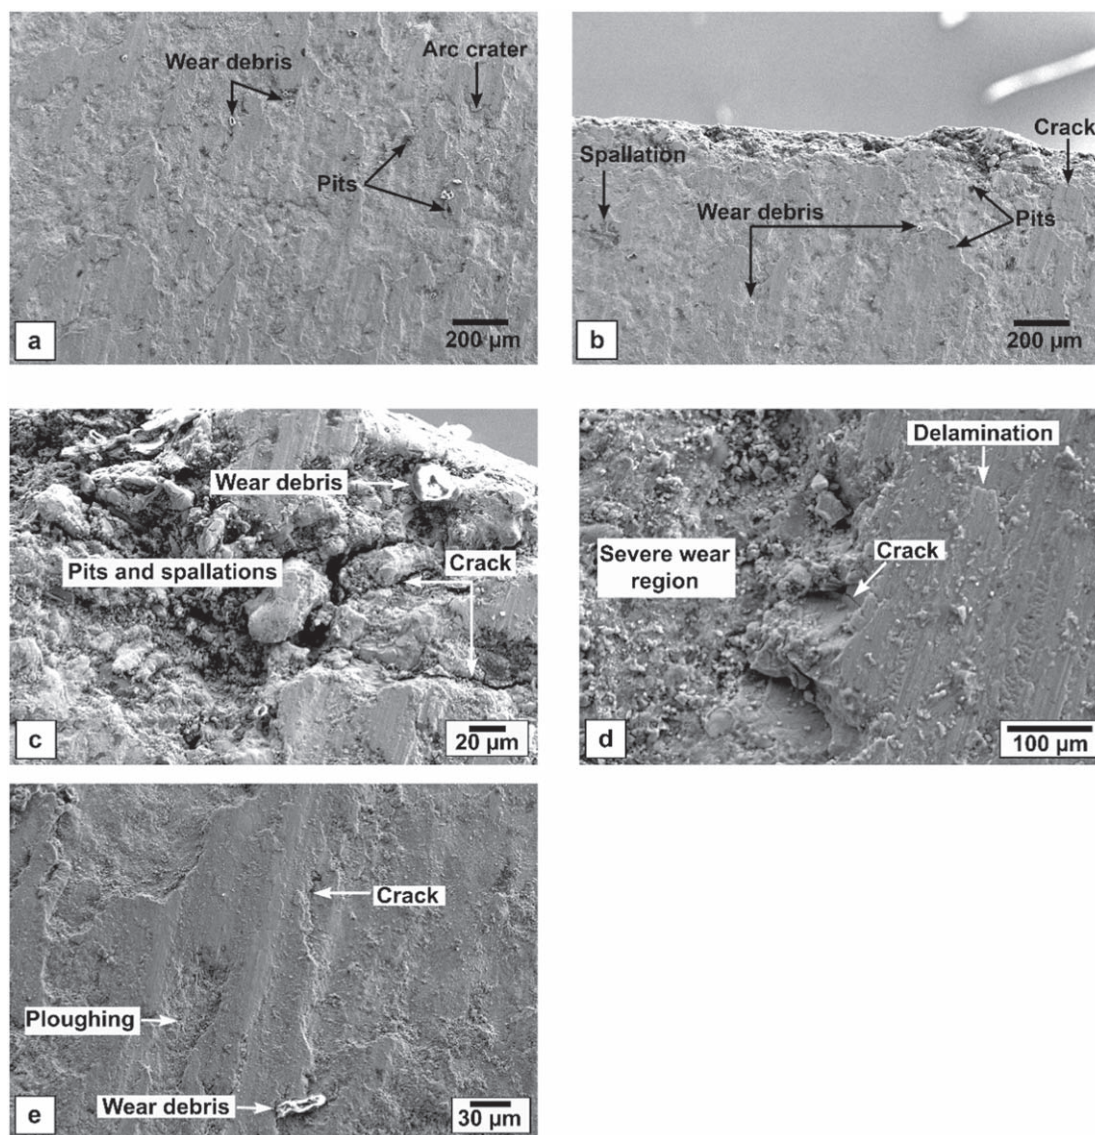 Wear debris
Arc crater
Pits
200 µm
a
Crack
Spallation
Wear debris
Pits
200 µm
b
Wear debris
Crack
Pits and spallations
20 µm
c
Delamination
Crack
Severe wear
region
100 µm
d
Crack
Ploughing
Wear debris
30 µm
e